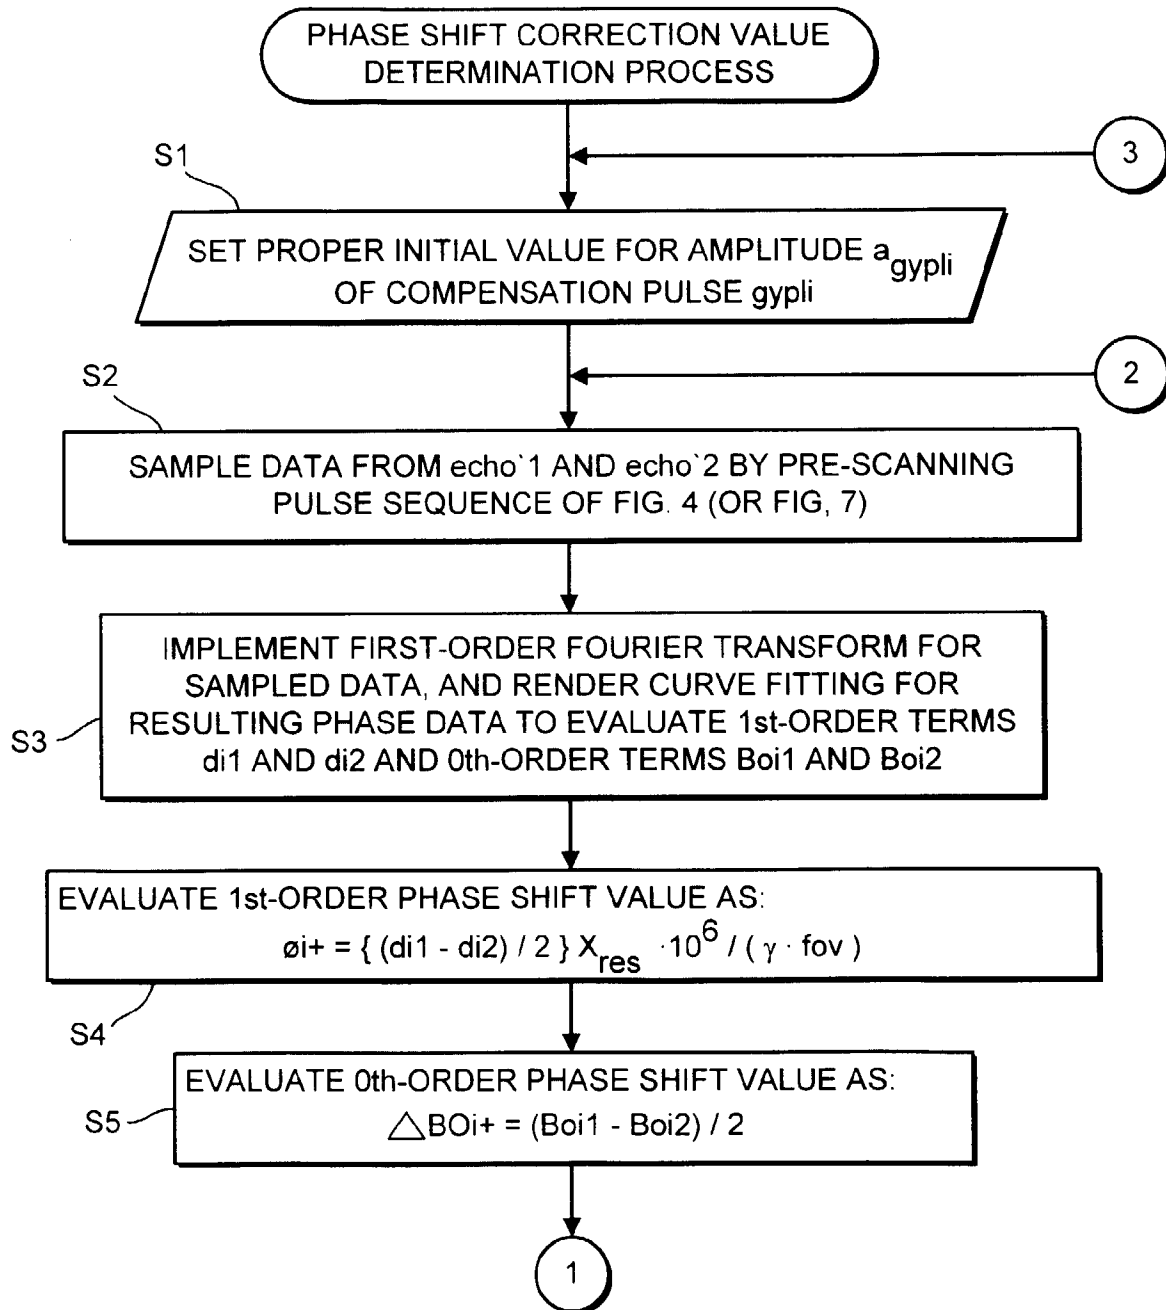 PHASE SHIFT CORRECTION VALUE
DETERMINATION PROCESS
3
S1
SET PROPER INITIAL VALUE FOR AMPLITUDE a gypli
OF COMPENSATION PULSE gypli
2
S2
SAMPLE DATA FROM echo`1 AND echo`2 BY PRE-SCANNING
PULSE SEQUENCE OF FIG. 4 (OR FIG, 7)
IMPLEMENT FIRST-ORDER FOURIER TRANSFORM FOR
SAMPLED DATA, AND RENDER CURVE FITTING FOR
RESULTING PHASE DATA TO EVALUATE 1st-ORDER TERMS
di1 AND di2 AND 0th-ORDER TERMS Boi1 AND Boi2
S3
EVALUATE 1st-ORDER PHASE SHIFT VALUE AS:
øi+ = { (di1 - di2) / 2 } Xres ·10^6 / ( γ · fov )
S4
EVALUATE 0th-ORDER PHASE SHIFT VALUE AS:
△BOi+ = (Boi1 - Boi2) / 2
S5
1